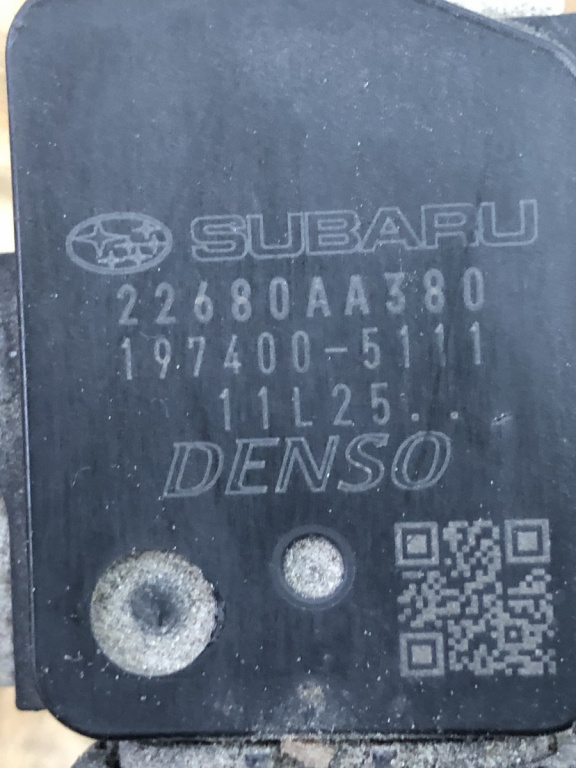 SUBARU
22680AA380
197400-5111
11L25..
DENSO